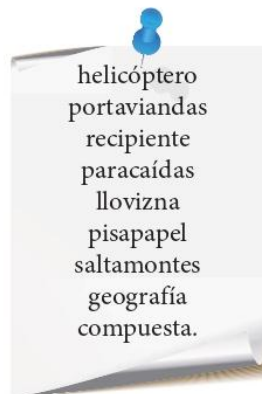 helicóptero
portaviandas
recipiente
paracaídas
llovizna
pisapapel
saltamontes
geografía
compuesta.